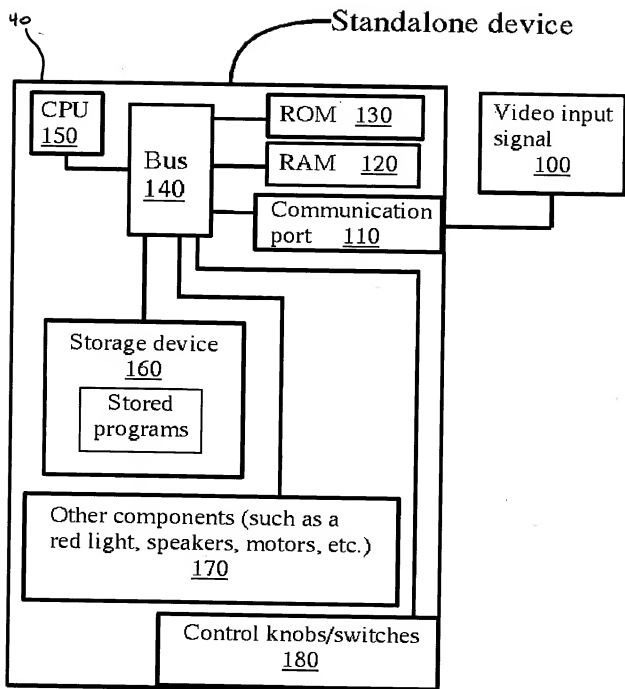 40
Standalone device
CPU
150
Bus
140
ROM 130
RAM 120
Communication
port 110
Video input
signal
100
Storage device
160
Stored
programs
Other components (such as a
red light, speakers, motors, etc.)
170
Control knobs/switches
180